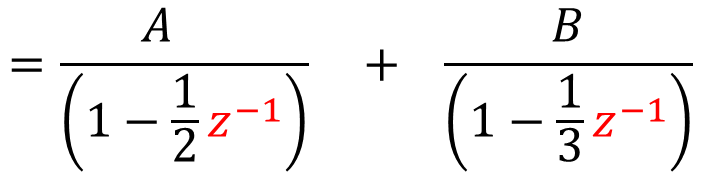 = A / (1 − 1/2 z⁻¹) + B / (1 − 1/3 z⁻¹)